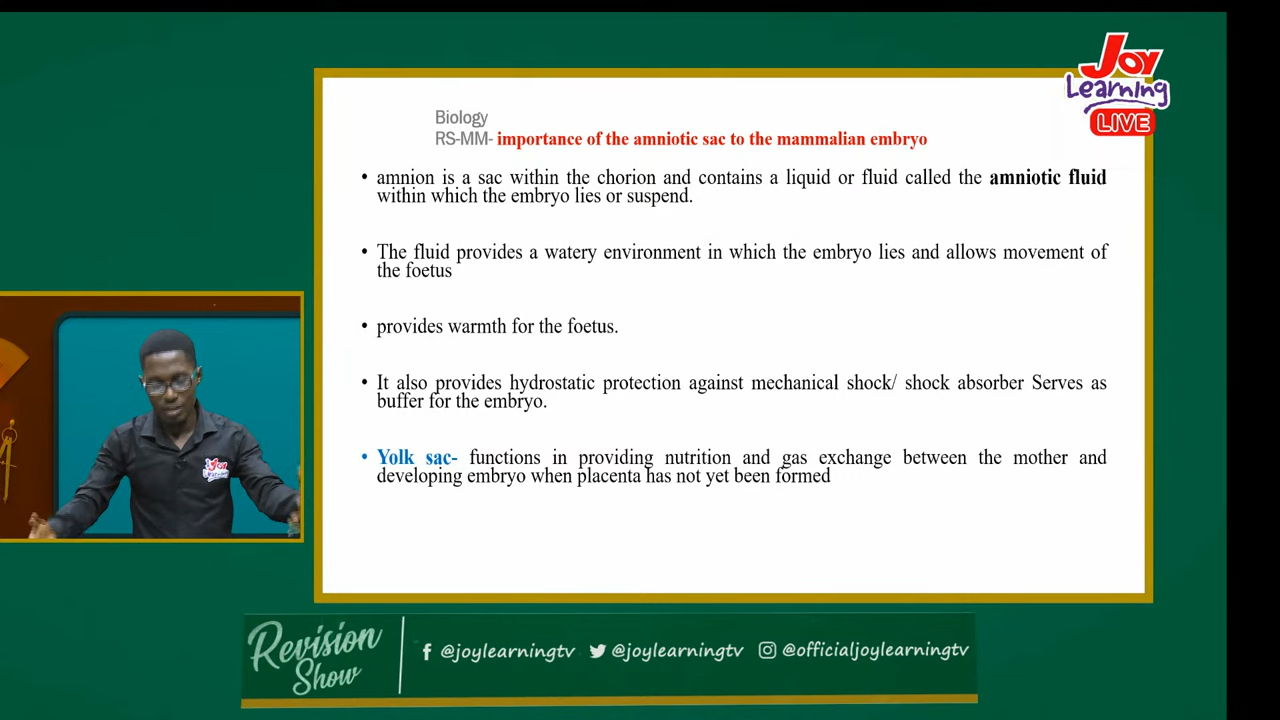 Joy
Learning
LIVE
Biology
RS-MM- importance of the amniotic sac to the mammalian embryo
• amnion is a sac within the chorion and contains a liquid or fluid called the amniotic fluid
within which the embryo lies or suspend.
• The fluid provides a watery environment in which the embryo lies and allows movement of
the foetus
• provides warmth for the foetus.
• It also provides hydrostatic protection against mechanical shock/ shock absorber Serves as
buffer for the embryo.
• Yolk sac- functions in providing nutrition and gas exchange between the mother and
developing embryo when placenta has not yet been formed
Joy
Learning
Revision
Show
@joylearningtv @joylearningtv @officialjoylearningtv